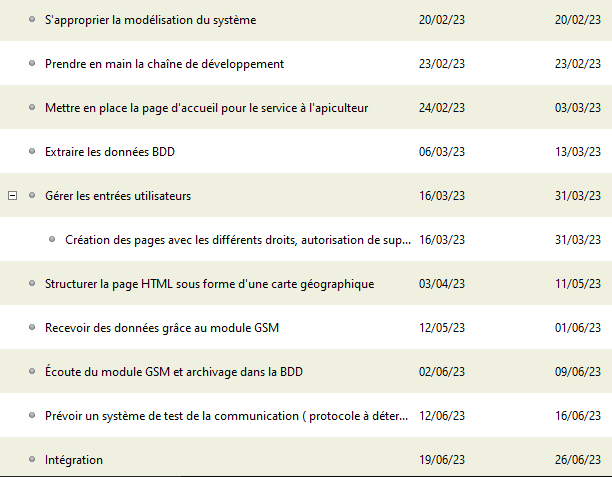 S'approprier la modélisation du système 20/02/23 20/02/23
Prendre en main la chaîne de développement 23/02/23 23/02/23
Mettre en place la page d'accueil pour le service à l'apiculteur 24/02/23 03/03/23
Extraire les données BDD 06/03/23 13/03/23
Gérer les entrées utilisateurs 16/03/23 31/03/23
Création des pages avec les différents droits, autorisation de sup... 16/03/23 31/03/23
Structurer la page HTML sous forme d'une carte géographique 03/04/23 11/05/23
Recevoir des données grâce au module GSM 12/05/23 01/06/23
Écoute du module GSM et archivage dans la BDD 02/06/23 09/06/23
Prévoir un système de test de la communication ( protocole à déter... 12/06/23 16/06/23
Intégration 19/06/23 26/06/23